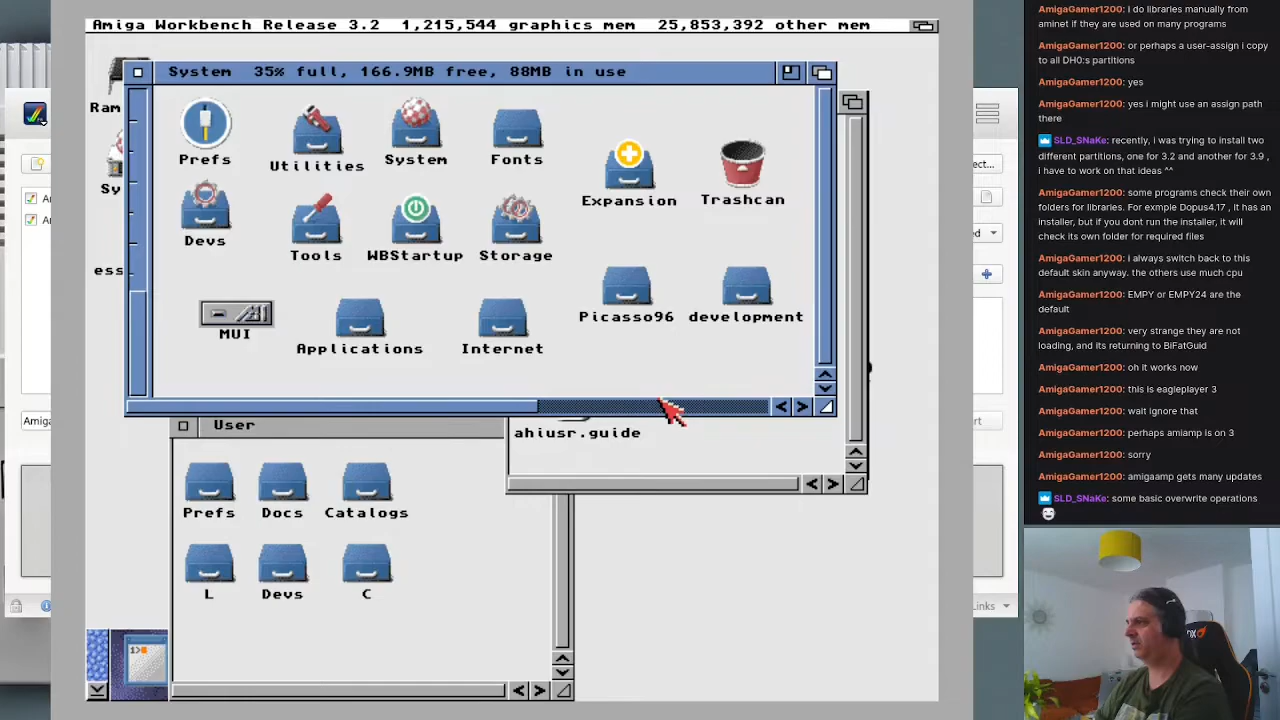 Amiga Workbench Release 3.2 1,215,544 graphics mem 25,853,392 other mem
System 35% full, 166.9MB free, 88MB in use
Ram
Sy
ess
Prefs
Utilities
System
Fonts
Expansion
Trashcan
Devs
Tools
WBStartup
Storage
Picasso96
development
MUI
Applications
Internet
User
ahiusr.guide
Prefs
Docs
Catalogs
L
Devs
C
1>
Amiga
ect...
ed
rt
Links
AmigaGamer1200: i do libraries manually from
aminet if they are used on many programs
AmigaGamer1200: or perhaps a user-assign i copy
to all DH0:s partitions
AmigaGamer1200: yes
AmigaGamer1200: yes i might use an assign path
there
SLD_SNaKe: recently, i was trying to install two
different partitions, one for 3.2 and another for 3.9 ,
i have to work on that ideas ^^
AmigaGamer1200: some programs check their own
folders for libraries. For exmple Dopus4.17 , It has an
installer, but if you dont run the installer, it will
check its own folder for required files
AmigaGamer1200: i always switch back to this
default skin anyway. the others use much cpu
AmigaGamer1200: EMPY or EMPY24 are the
default
AmigaGamer1200: very strange they are not
loading, and its returning to BiFatGuid
AmigaGamer1200: oh it works now
AmigaGamer1200: this is eagleplayer 3
AmigaGamer1200: wait ignore that
AmigaGamer1200: perhaps amiamp is on 3
AmigaGamer1200: sorry
AmigaGamer1200: amigaamp gets many updates
SLD_SNaKe: some basic overwrite operations